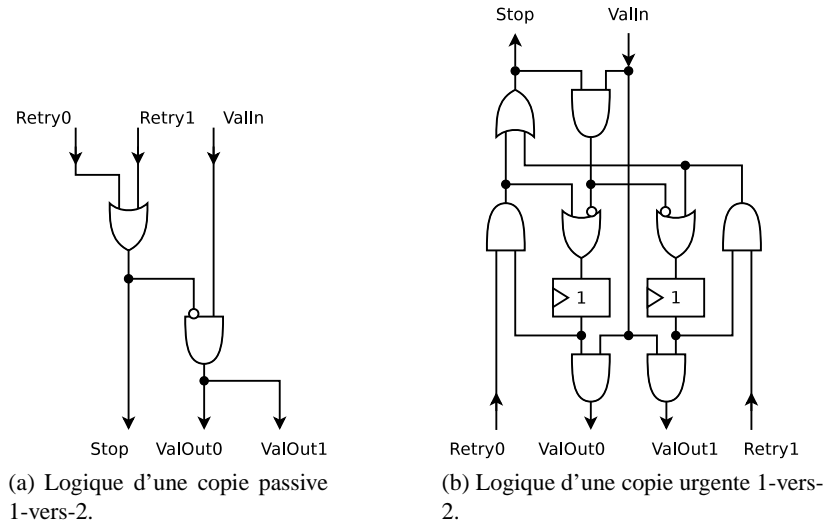 Stop ValIn
Retry0 Retry1 ValIn
1 1
Stop ValOut0 ValOut1
Retry0 ValOut0 ValOut1 Retry1
(a) Logique d'une copie passive
1-vers-2.
(b) Logique d'une copie urgente 1-vers-
2.